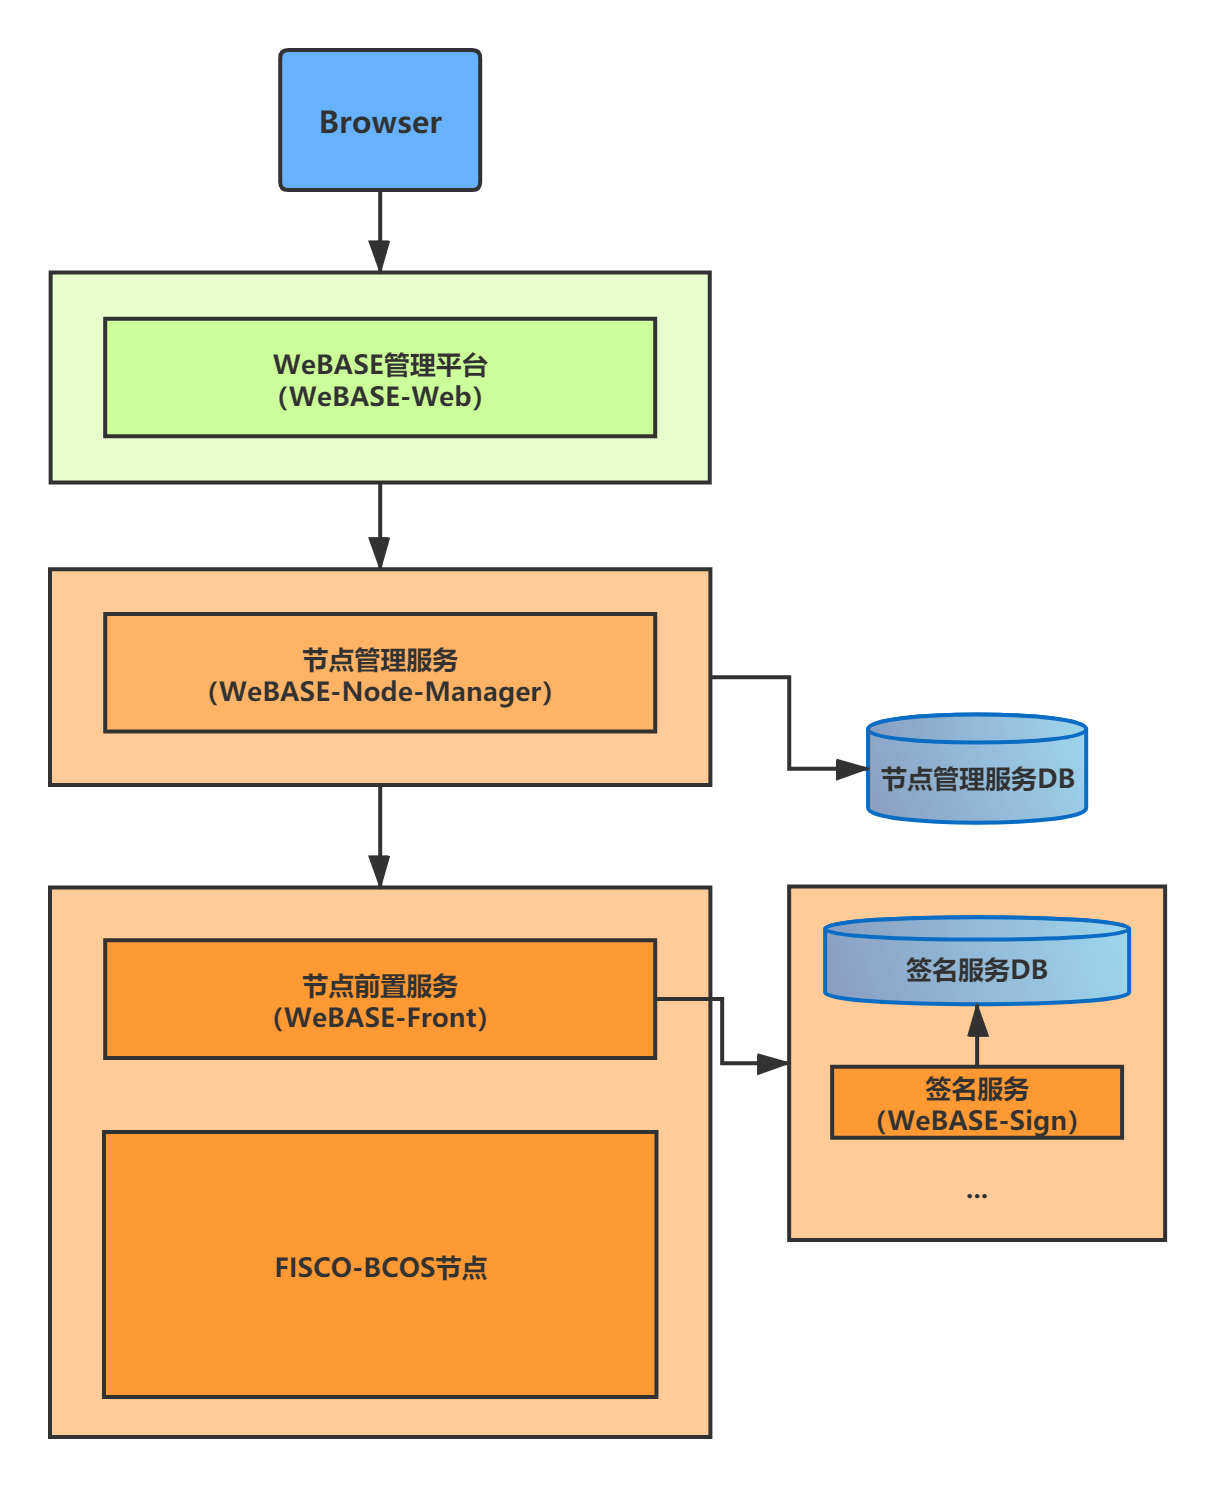 Browser
WeBASE管理平台
（WeBASE-Web）
节点管理服务
（WeBASE-Node-Manager）
节点管理服务DB
节点前置服务
（WeBASE-Front）
签名服务DB
签名服务
（WeBASE-Sign）
...
FISCO-BCOS节点